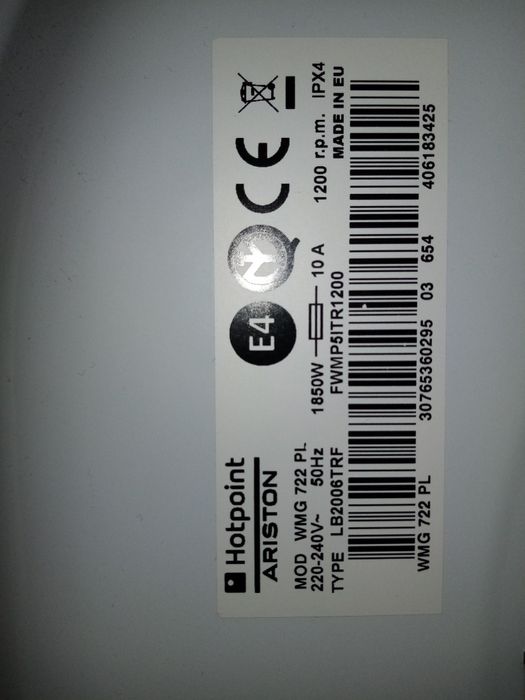 Hotpoint
ARISTON
E4
CE
MOD WMG 722 PL
220-240V~ 50Hz 1850W 10 A 1200 r.p.m. IPX4
TYPE LB2006TRF FWMP5ITR1200 MADE IN EU
WMG 722 PL 30765360295 03 654 406183425